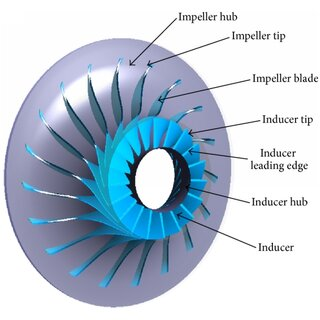 Impeller hub
Impeller tip
Impeller blade
Inducer tip
Inducer
leading edge
Inducer hub
Inducer